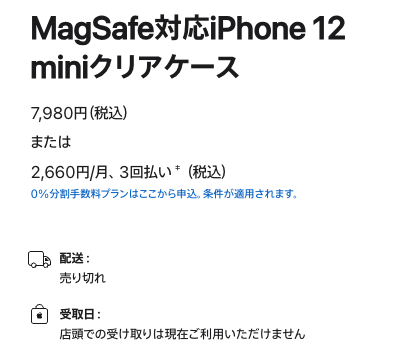 MagSafe対応iPhone 12
miniクリアケース
7,980円(税込)
または
2,660円/月、3回払い‡ (税込)
0%分割手数料プランはここから申込。条件が適用されます。
配送:
売り切れ
受取日:
店頭での受け取りは現在ご利用いただけません